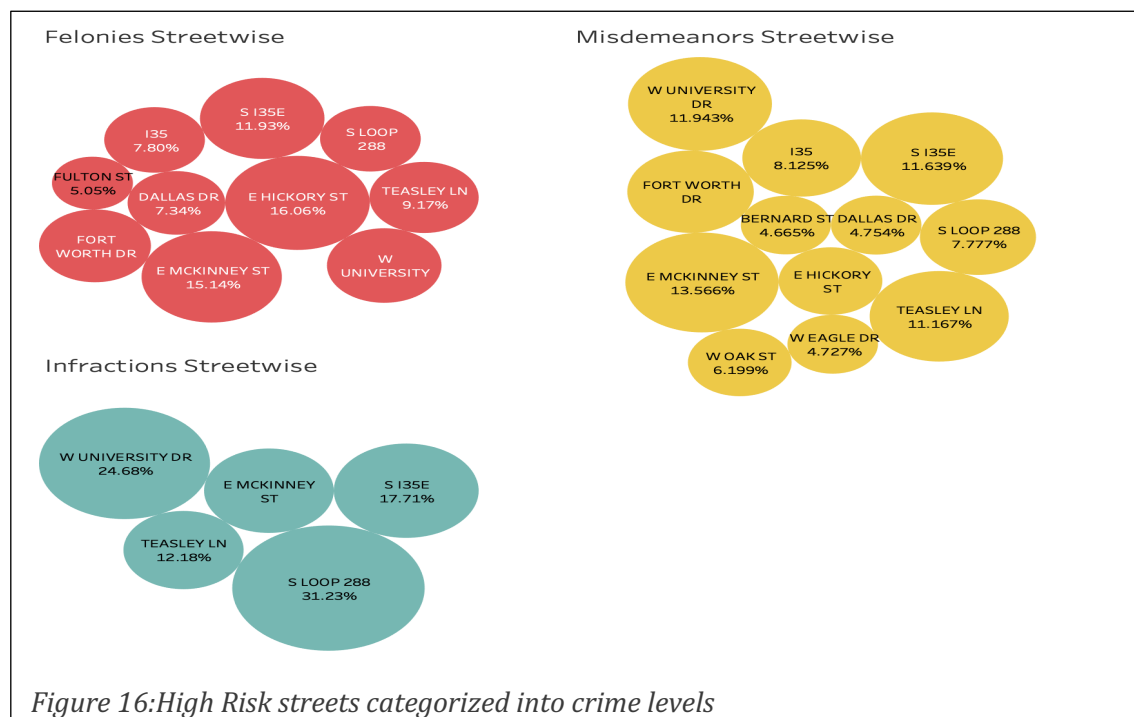 Felonies Streetwise
S I35E
11.93%
I35
7.80%
S LOOP
288
FULTON ST
5.05%
DALLAS DR
7.34%
E HICKORY ST
16.06%
TEASLEY LN
9.17%
FORT
WORTH DR
E MCKINNEY ST
15.14%
W
UNIVERSITY
Misdemeanors Streetwise
W UNIVERSITY
DR
11.943%
I35
8.125%
S I35E
11.639%
FORT WORTH
DR
BERNARD ST
4.665%
DALLAS DR
4.754%
S LOOP 288
7.777%
E MCKINNEY ST
13.566%
E HICKORY
ST
TEASLEY LN
11.167%
W OAK ST
6.199%
W EAGLE DR
4.727%
Infractions Streetwise
W UNIVERSITY DR
24.68%
E MCKINNEY
ST
S I35E
17.71%
TEASLEY LN
12.18%
S LOOP 288
31.23%
Figure 16:High Risk streets categorized into crime levels